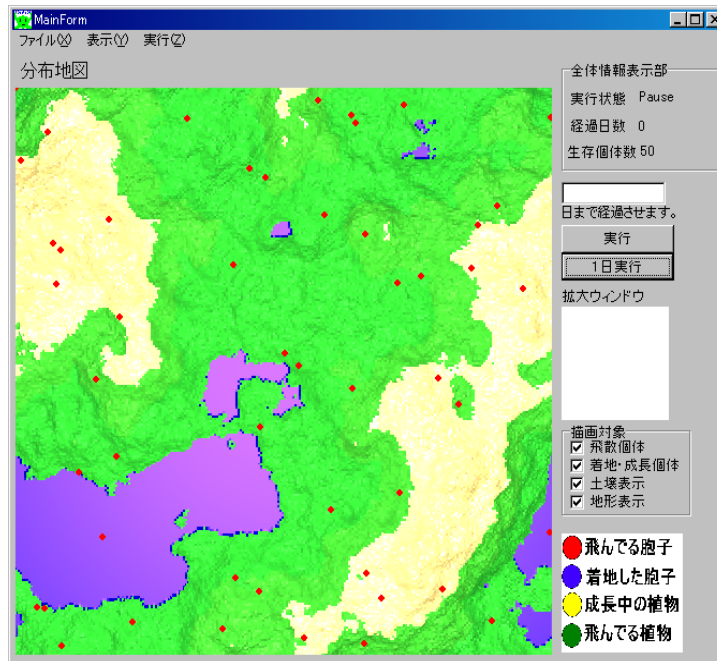 MainForm
ファイル(X) 表示(Y) 実行(Z)
分布地図
全体情報表示部
実行状態 Pause
経過日数 0
生存個体数 50
日まで経過させます。
実行
1日実行
拡大ウィンドウ
描画対象
飛散個体
着地・成長個体
土壌表示
地形表示
飛んでる胞子
着地した胞子
成長中の植物
飛んでる植物